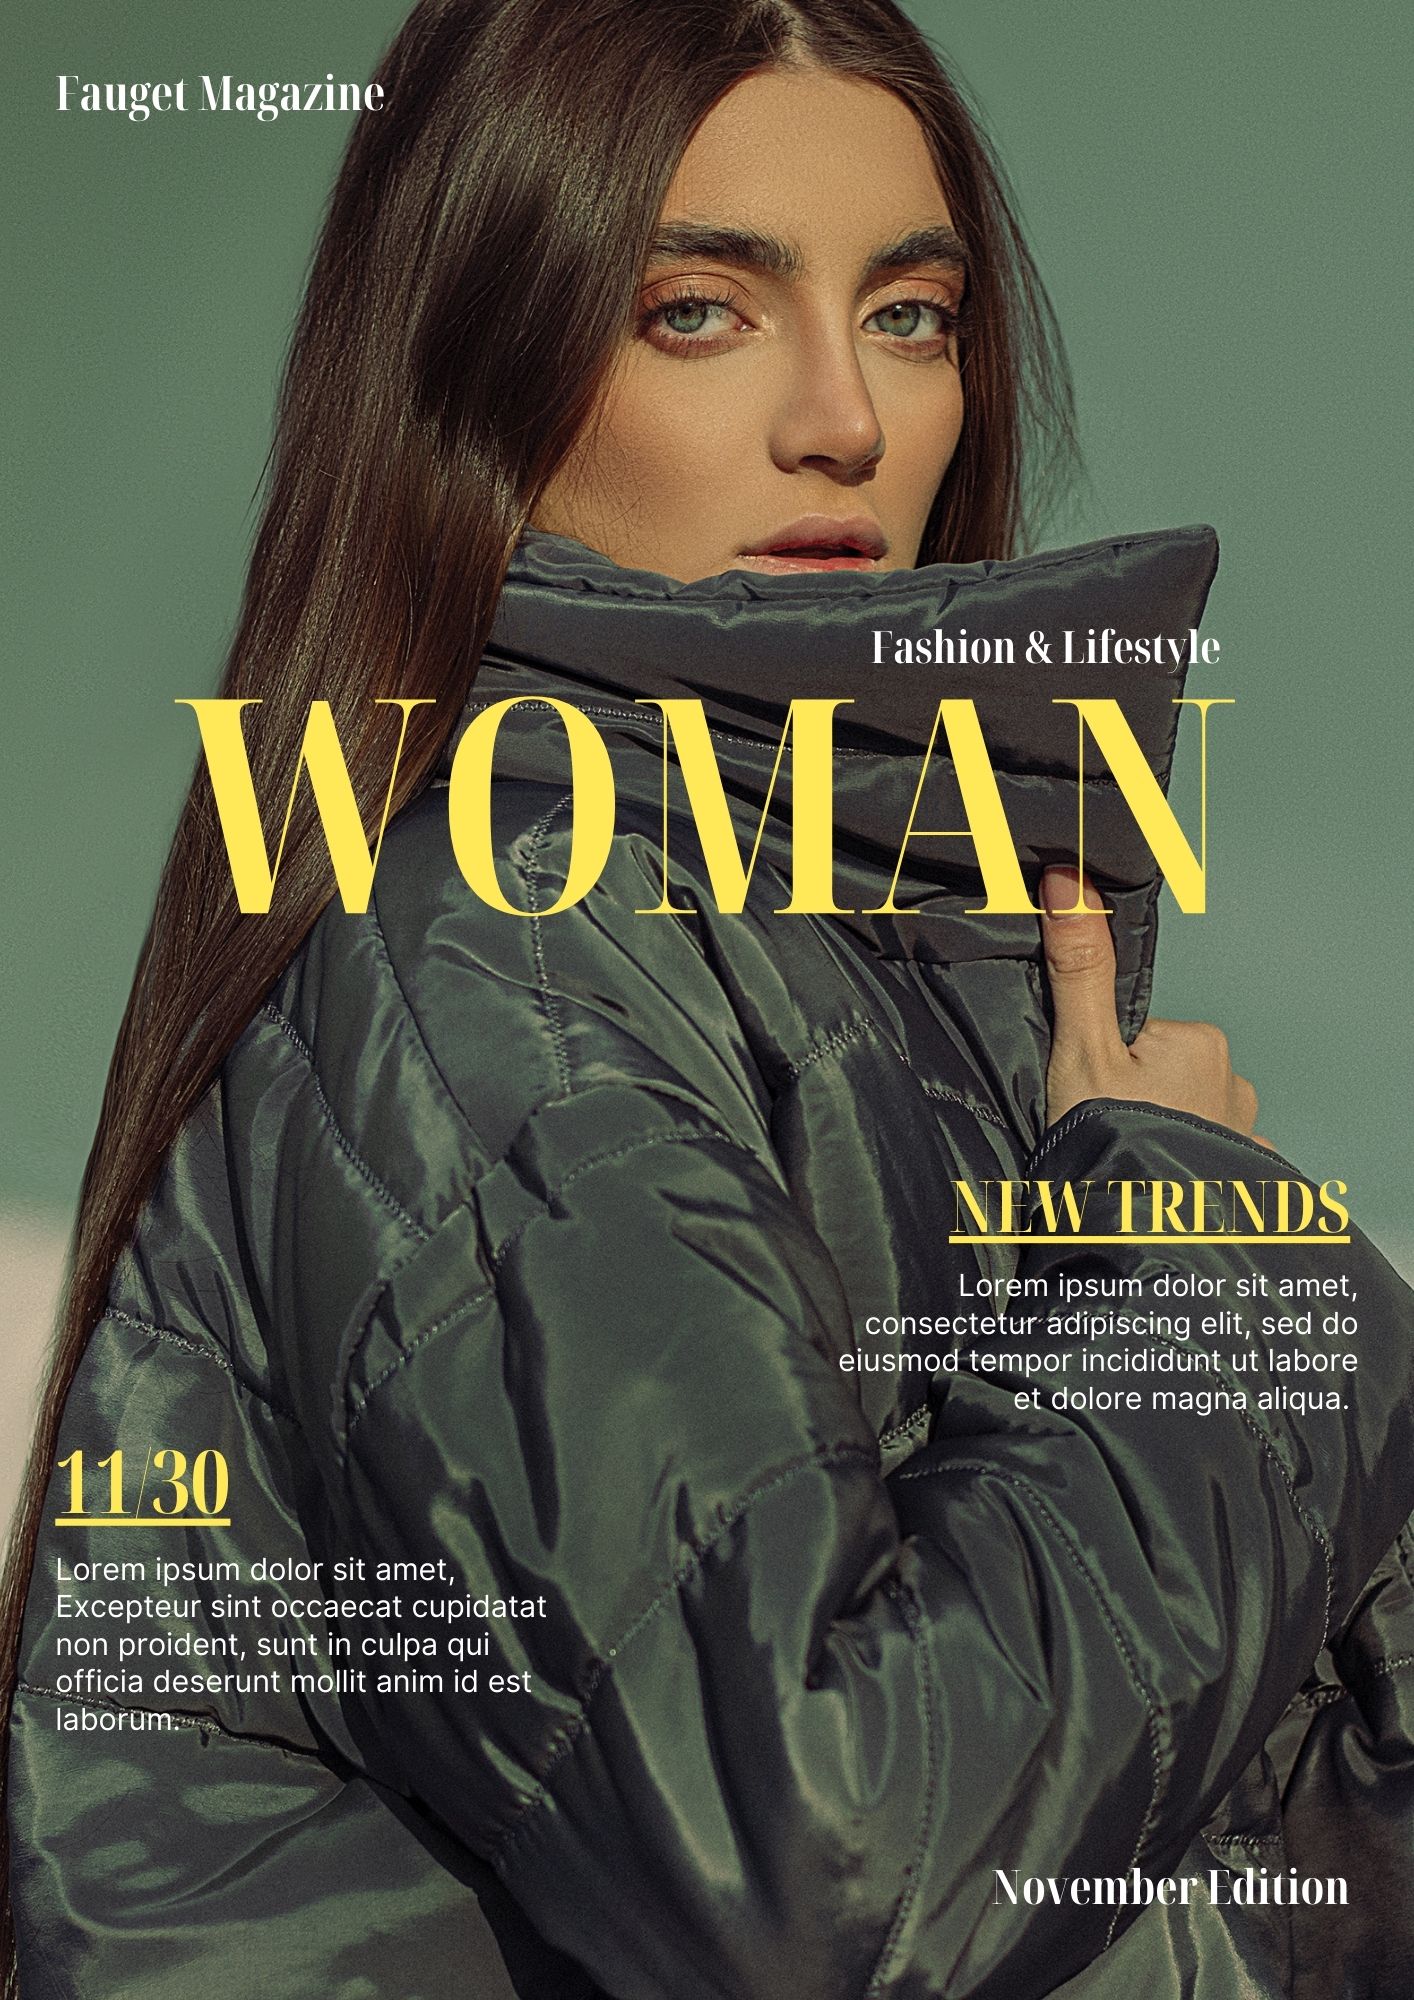 Fauget Magazine
Fashion & Lifestyle
WOMAN
NEW TRENDS
Lorem ipsum dolor sit amet,
consectetur adipiscing elit, sed do
eiusmod tempor incididunt ut labore
et dolore magna aliqua.
11/30
Lorem ipsum dolor sit amet,
Excepteur sint occaecat cupidatat
non proident, sunt in culpa qui
officia deserunt mollit anim id est
laborum.
November Edition